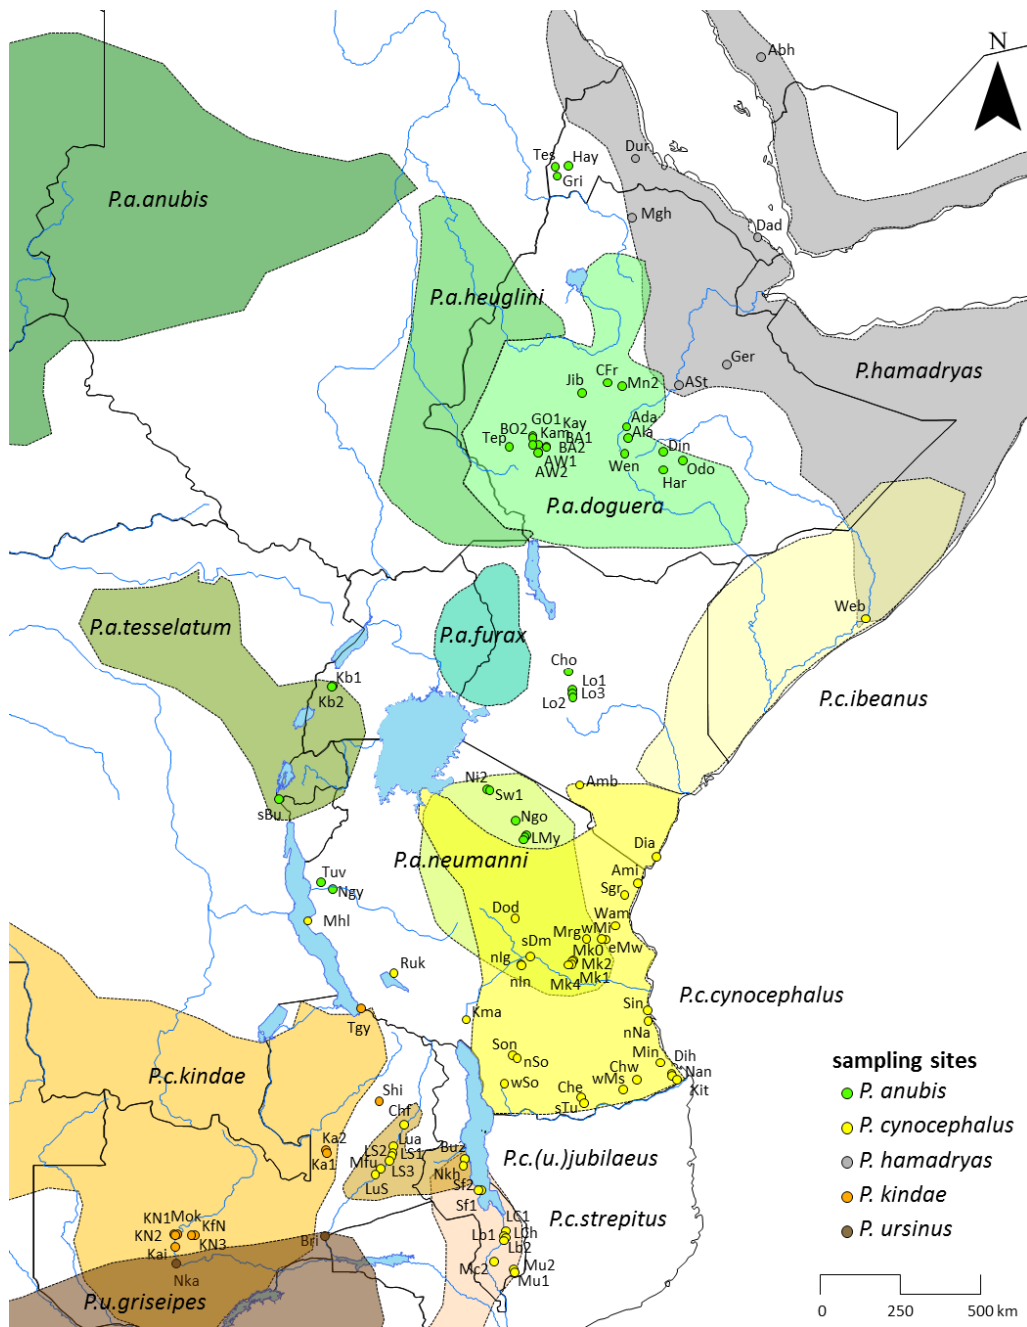 Abh
N
Dur
Tes
Hay
Gri
P.a.anubis
Mgh
Dad
P.a.heuglini
Ger
P.hamadryas
CFr
Jib
Mn2
ASt
GO1
Kay
Ada
BO2
Kam
BA1
Ala
Tep
BA2
Din
AW1
Wen
Odo
AW2
Har
P.a.doguera
Web
P.a.tesselatum
P.a.furax
Cho
Kb1
Lo1
Kb2
Lo3
Lo2
P.c.ibeanus
Ni2
Amb
Sw1
sBu
Ngo
LMy
Dia
P.a.neumanni
Tuv
Ami
Ngy
Sgr
Mhl
Dod
Wam
Mrg
wMi
sDm
eMw
nIg
Mk0
Ruk
Mk2
nIn
Mk1
Mk4
P.c.cynocephalus
Tgy
Kma
Sin
nNa
Son
Min
Dih
nSo
P.c.kindae
Chw
Nan
wSo
wMs
Kit
Shi
Che
sTu
Chf
Ka2
Lua
LS2
LS1
Bu2
Ka1
Mfu
LS3
Nkh
P.c.(u.)jubilaeus
LuS
Sf2
Sf1
P.c.strepitus
KN1
Mok
LC1
KN2
KfN
Lp1
LCh
KN3
Bri
Lb2
Kai
Mc2
Mu2
Nka
Mu1
P.u.griseipes
sampling sites
P. anubis
P. cynocephalus
P. hamadryas
P. kindae
P. ursinus
0 250 500 km